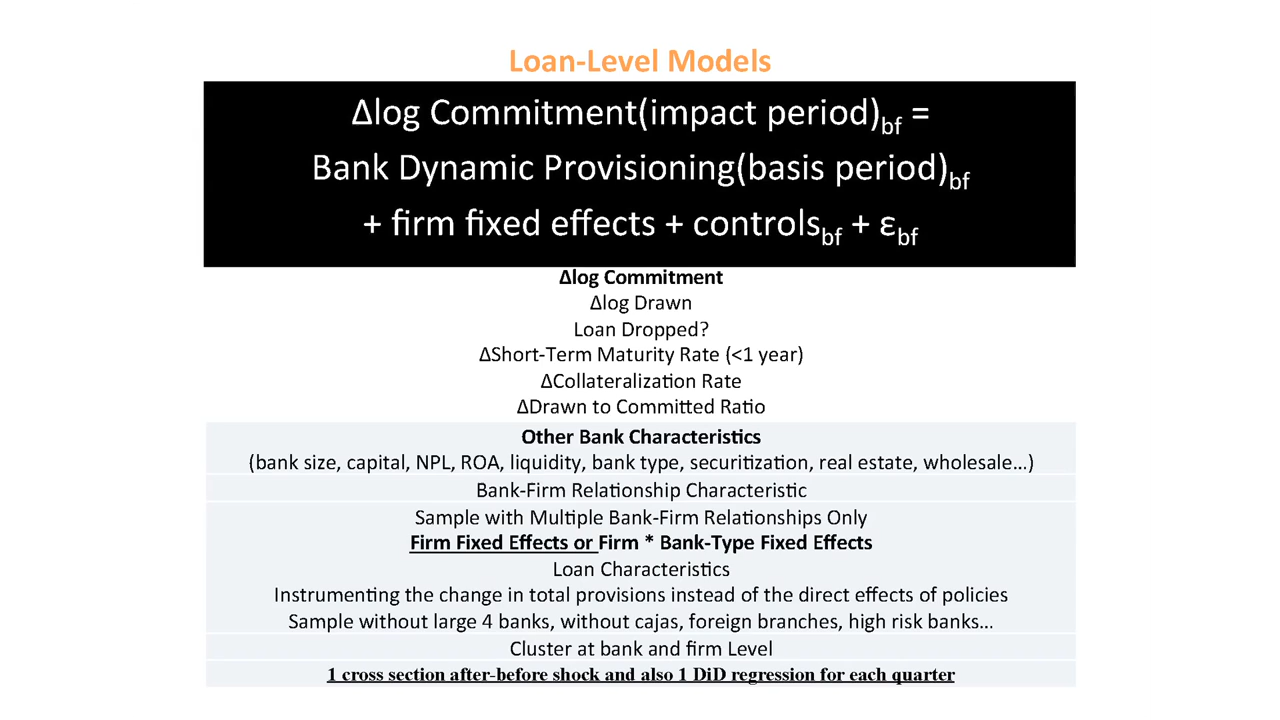 Loan-Level Models
Δlog Commitment(impact period)bf =
Bank Dynamic Provisioning(basis period)bf
+ firm fixed effects + controlsbf + εbf
Δlog Commitment
Δlog Drawn
Loan Dropped?
ΔShort-Term Maturity Rate (<1 year)
ΔCollateralization Rate
ΔDrawn to Committed Ratio
Other Bank Characteristics
(bank size, capital, NPL, ROA, liquidity, bank type, securitization, real estate, wholesale…)
Bank-Firm Relationship Characteristic
Sample with Multiple Bank-Firm Relationships Only
Firm Fixed Effects or Firm * Bank-Type Fixed Effects
Loan Characteristics
Instrumenting the change in total provisions instead of the direct effects of policies
Sample without large 4 banks, without cajas, foreign branches, high risk banks…
Cluster at bank and firm Level
1 cross section after-before shock and also 1 DiD regression for each quarter